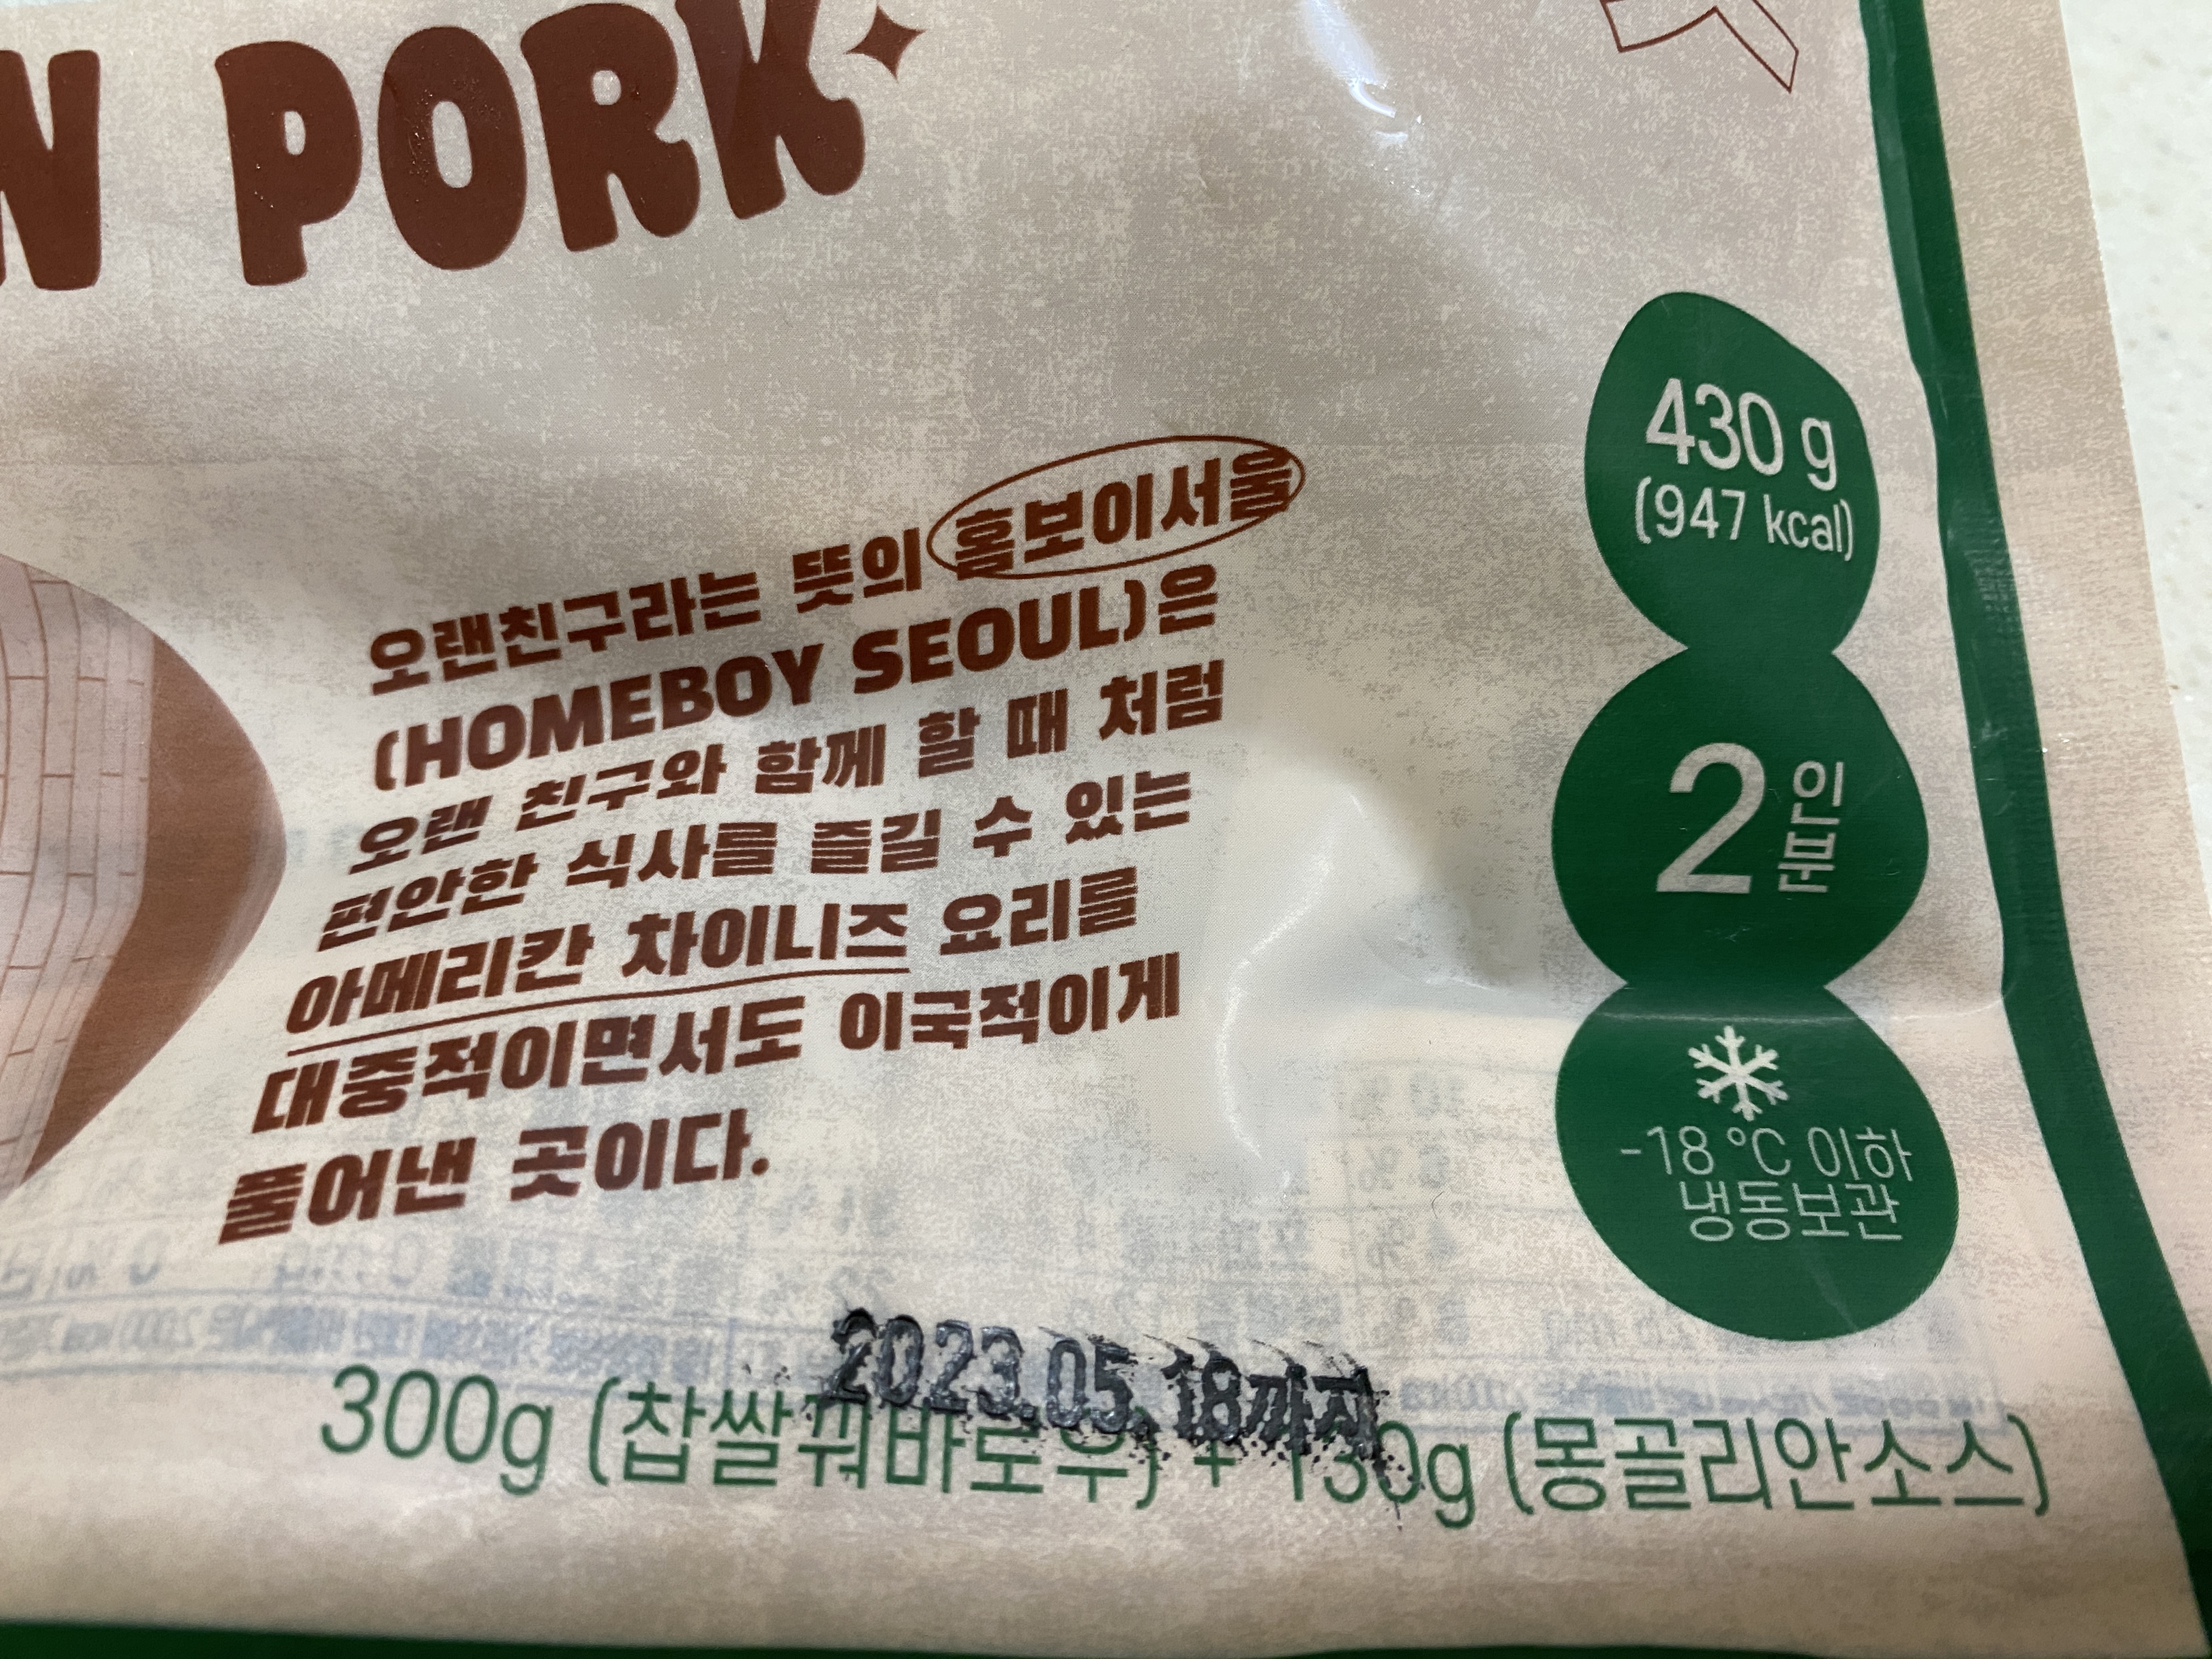 N PORK
오랜친구라는 뜻의 홈보이서울
(HOMEBOY SEOUL)은
오랜 친구와 함께 할 때 처럼
편안한 식사를 즐길 수 있는
아메리칸 차이니즈 요리를
대중적이면서도 이국적이게
풀어낸 곳이다.
430 g
(947 kcal)
2인분
-18 ℃ 이하
냉동보관
2023.05.18까지
300g (찹쌀꿔바로우) + 130g (몽골리안소스)